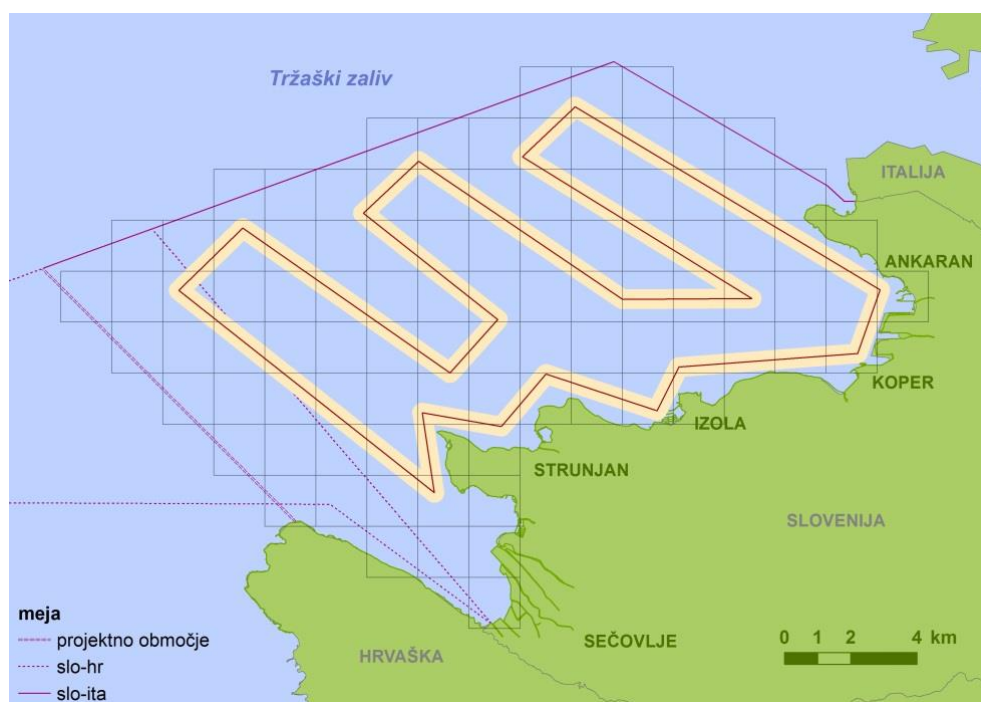 Tržaški zaliv
ITALIJA
ANKARAN
KOPER
IZOLA
STRUNJAN
SLOVENIJA
meja
projektno območje
slo-hr
slo-ita
HRVAŠKA
SEČOVLJE
0 1 2 4 km